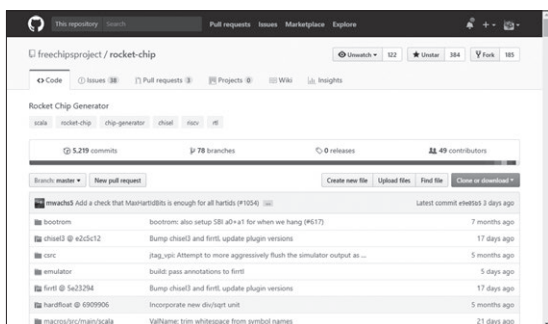 This repository Search Pull requests Issues Marketplace Explore
freechipsproject / rocket-chip Unwatch 122 Unstar 384 Fork 185
Code Issues 38 Pull requests 3 Projects 0 Wiki Insights
Rocket Chip Generator
scala rocket-chip chip-generator chisel riscv rtl
5,219 commits 78 branches 0 releases 49 contributors
Branch: master New pull request Create new file Upload files Find file Clone or download
mwachs5 Add a check that MaxHartIdBits is enough for all hartids (#1054) Latest commit 3 days ago
bootrom bootrom: also setup SBI a0+a1 for when we hang (#617) 7 months ago
chisel3 @ e2c5c12 Bump chisel3 and firrtl, update plugin versions 17 days ago
csrc jtag_vpi: Attempt to more aggressively flush the simulator output as ... 5 months ago
emulator build: pass annotations to firrtl 5 days ago
firrtl @ 5e23294 Bump chisel3 and firrtl, update plugin versions 17 days ago
hardfloat @ 6909906 Incorporate new div/sqrt unit 5 months ago
macros/src/main/scala ValName: trim whitespace from symbol names 21 days ago